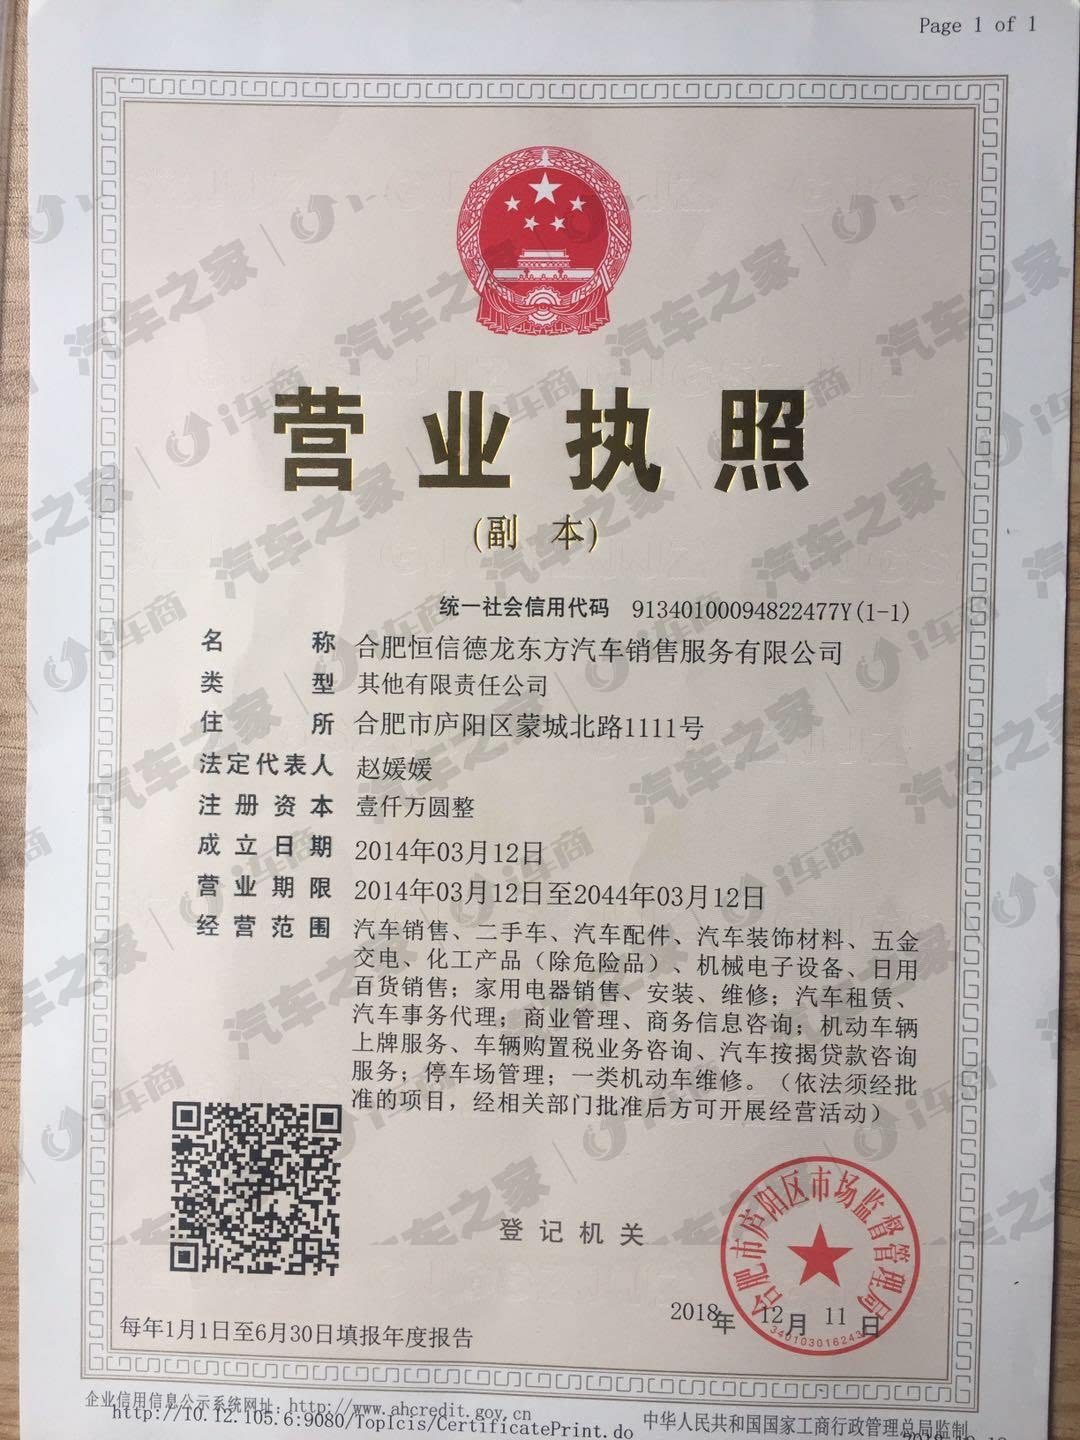 Page 1 of 1
营业执照
(副 本)
统一社会信用代码 91340100094822477Y(1-1)
名称 合肥恒信德龙东方汽车销售服务有限公司
类型 其他有限责任公司
住所 合肥市庐阳区蒙城北路1111号
法定代表人 赵媛媛
注册资本 壹仟万圆整
成立日期 2014年03月12日
营业期限 2014年03月12日至2044年03月12日
经营范围 汽车销售、二手车、汽车配件、汽车装饰材料、五金
交电、化工产品（除危险品）、机械电子设备、日用
百货销售；家用电器销售、安装、维修；汽车租赁、
汽车事务代理；商业管理、商务信息咨询；机动车辆
上牌服务、车辆购置税业务咨询、汽车按揭贷款咨询
服务；停车场管理；一类机动车维修。（依法须经批
准的项目，经相关部门批准后方可开展经营活动）
登记机关
合肥市庐阳区市场监督管理局
340103016243
2018年 12月 11日
每年1月1日至6月30日填报年度报告
企业信用信息公示系统网址：http://www.ahcredit.gov.cn
http://10.12.105.6:9080/TopIcis/CertificatePrint.do
中华人民共和国国家工商行政管理总局监制
汽车之家 i车商